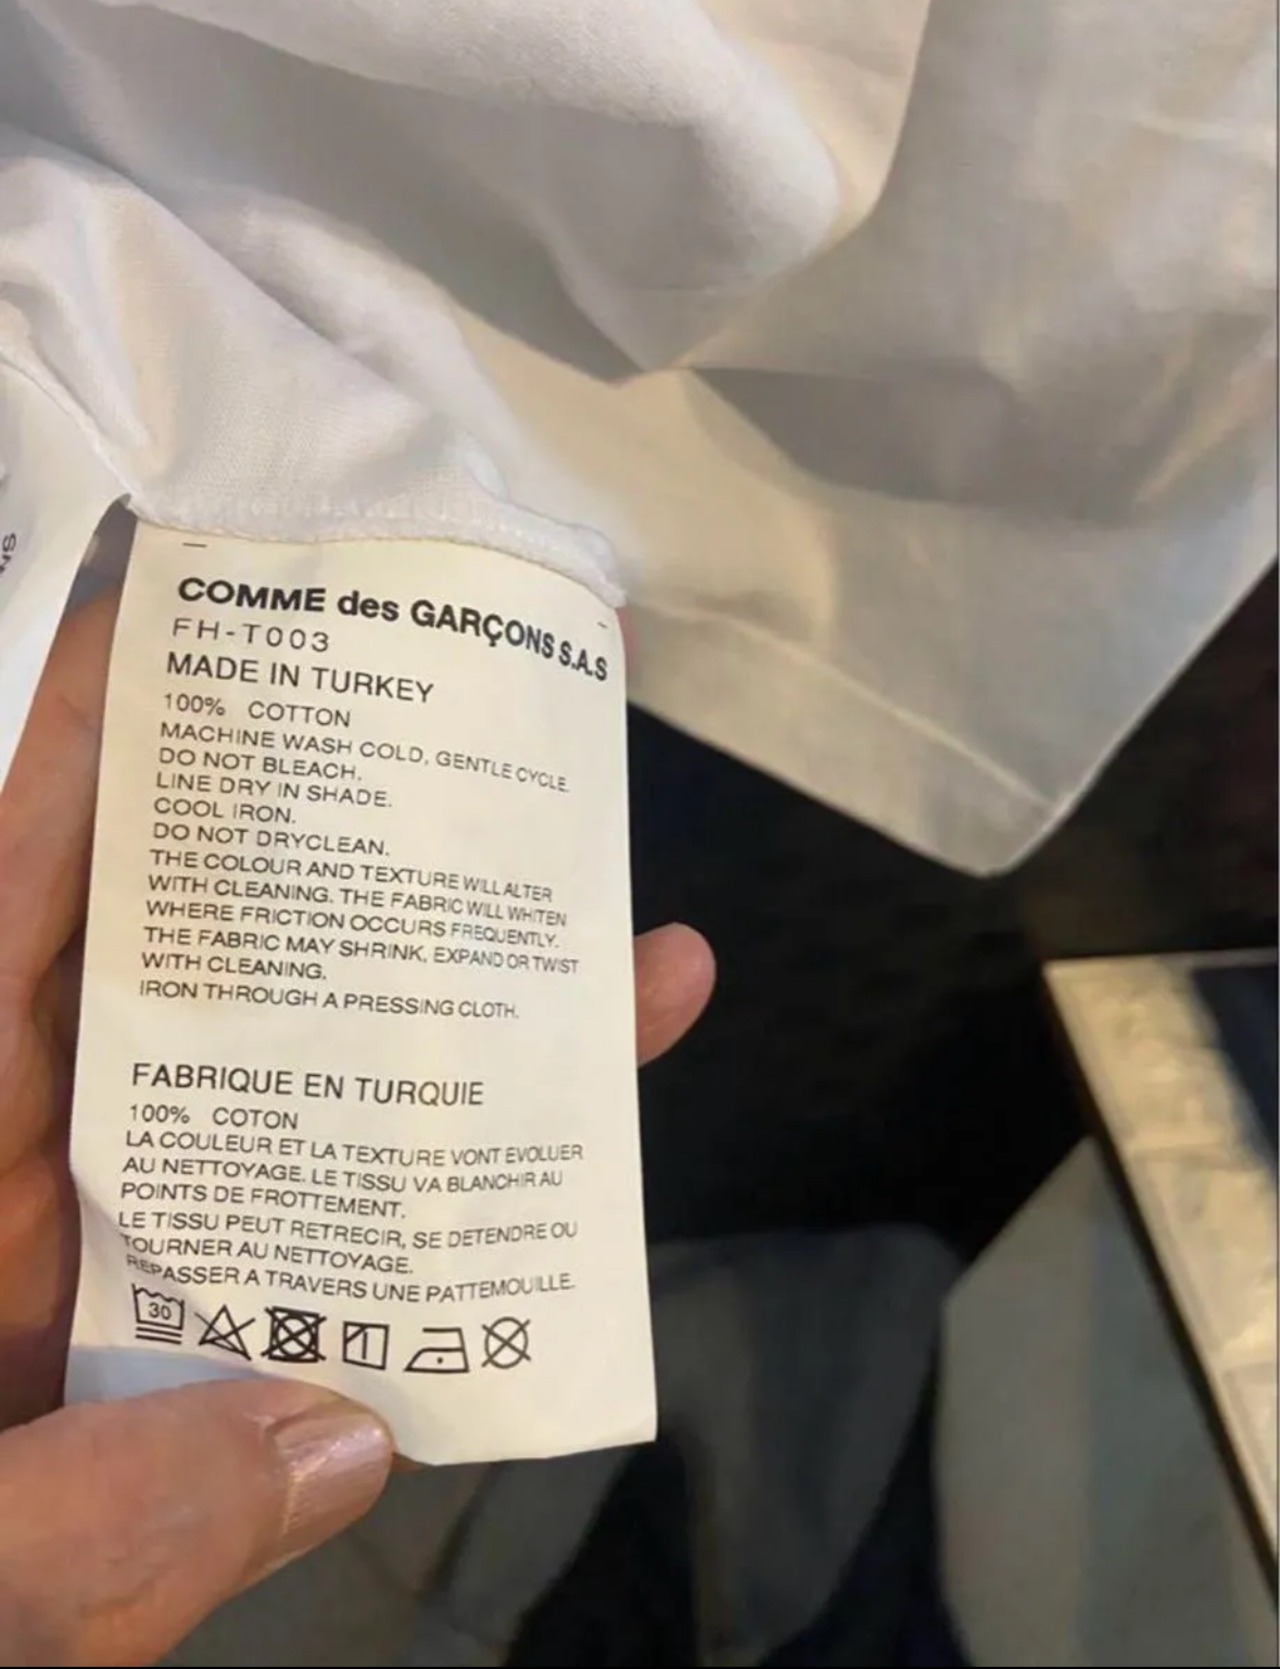 COMME des GARÇONS S.A.S
FH-T003
MADE IN TURKEY
100% COTTON
MACHINE WASH COLD, GENTLE CYCLE.
DO NOT BLEACH.
LINE DRY IN SHADE.
COOL IRON.
DO NOT DRYCLEAN.
THE COLOUR AND TEXTURE WILL ALTER
WITH CLEANING. THE FABRIC WILL WHITEN
WHERE FRICTION OCCURS FREQUENTLY.
THE FABRIC MAY SHRINK, EXPAND OR TWIST
WITH CLEANING.
IRON THROUGH A PRESSING CLOTH.
FABRIQUE EN TURQUIE
100% COTON
LA COULEUR ET LA TEXTURE VONT EVOLUER
AU NETTOYAGE. LE TISSU VA BLANCHIR AU
POINTS DE FROTTEMENT.
LE TISSU PEUT RETRECIR, SE DETENDRE OU
TOURNER AU NETTOYAGE.
REPASSER A TRAVERS UNE PATTEMOUILLE.
30